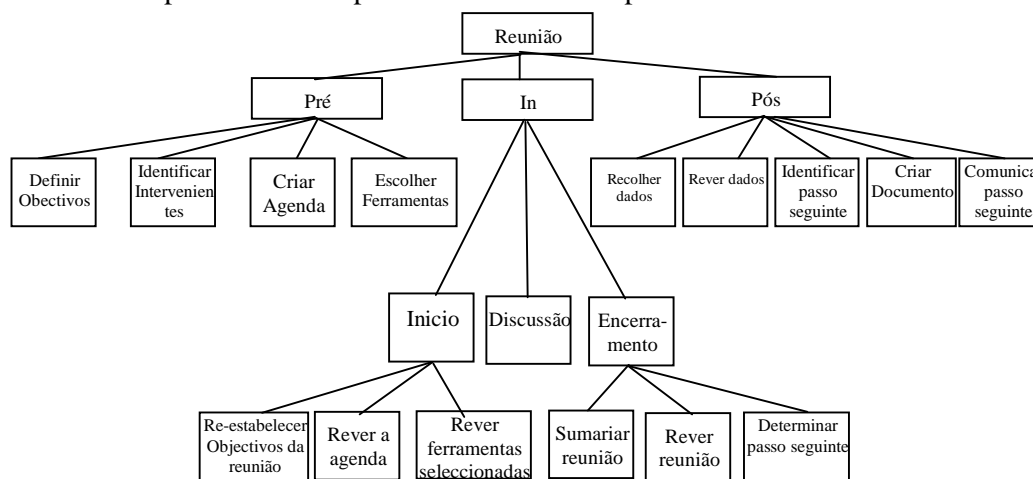 Reunião
Pré
In
Pós
Definir
Obectivos
Identificar
Intervenien
tes
Criar
Agenda
Escolher
Ferramentas
Recolher
dados
Rever dados
Identificar
passo
seguinte
Criar
Documento
Comunica
passo
seguinte
Inicio
Discussão
Encerra-
mento
Re-estabelecer
Objectivos da
reunião
Rever a
agenda
Rever
ferramentas
seleccionadas
Sumariar
reunião
Rever
reunião
Determinar
passo seguinte